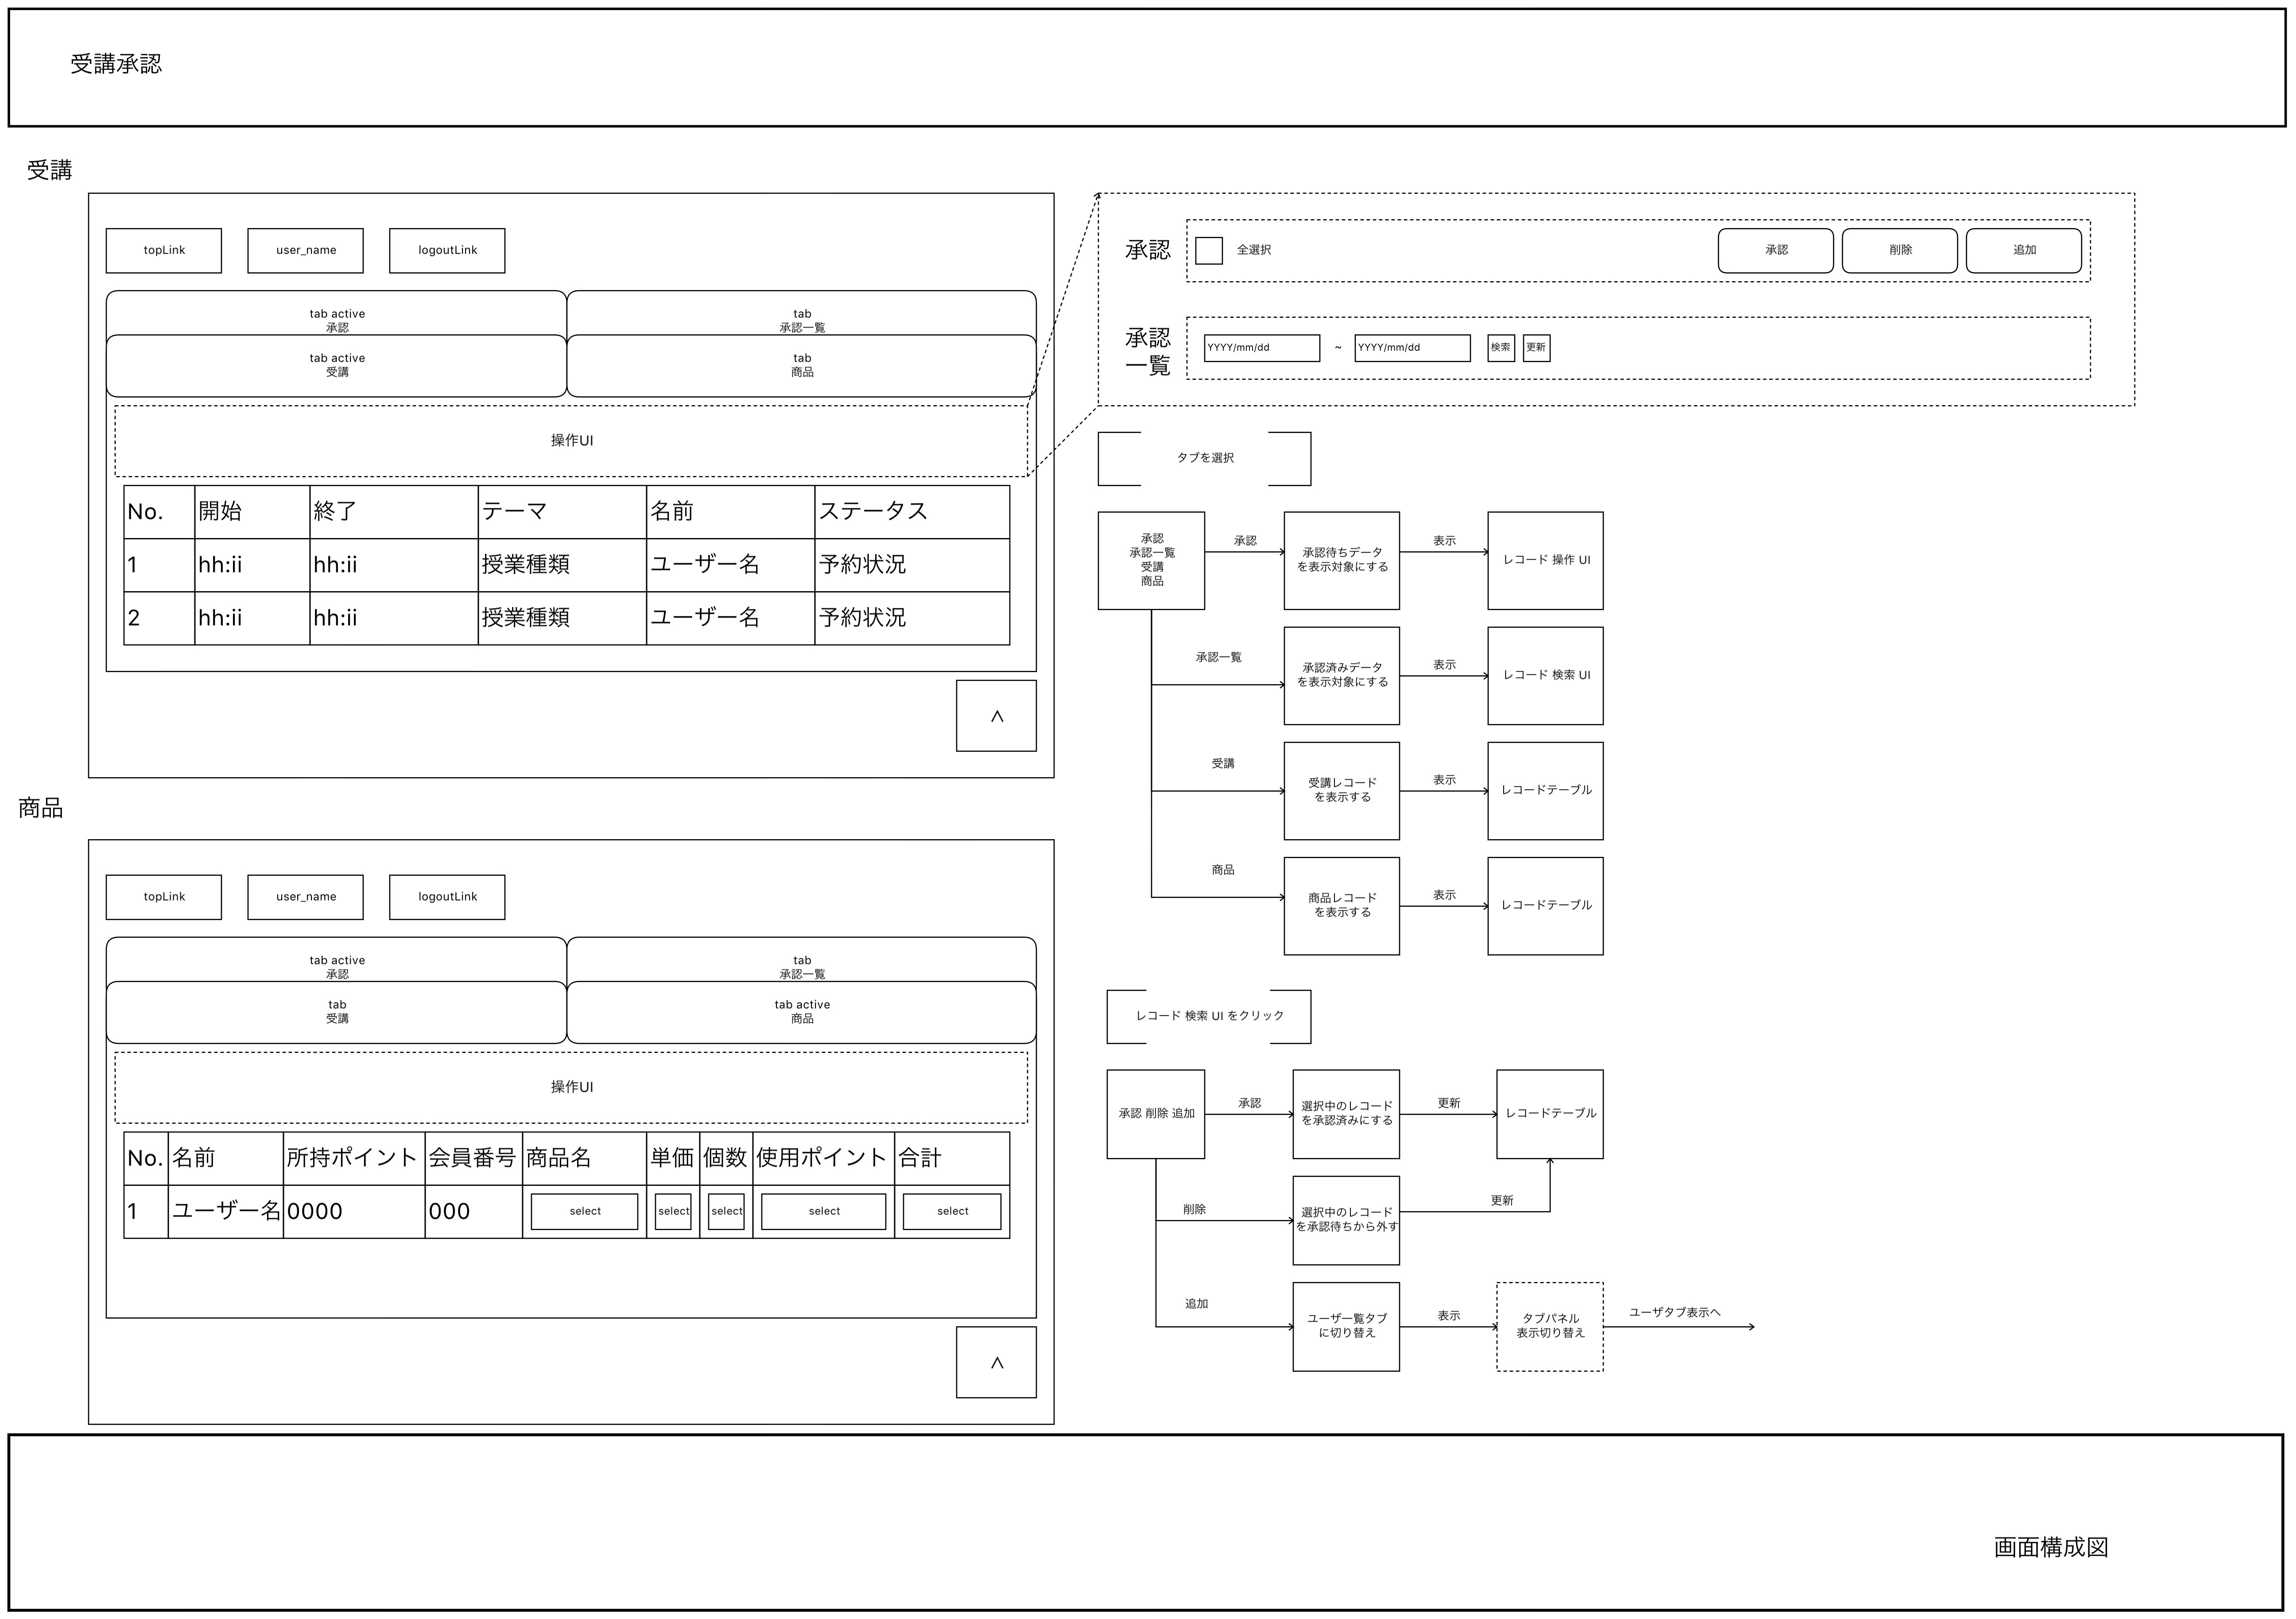 受講承認
受講
topLink
user_name
logoutLink
tab active
承認
tab
承認一覧
tab active
受講
tab
商品
操作UI
No. 開始 終了 テーマ 名前 ステータス
1 hh:ii hh:ii 授業種類 ユーザー名 予約状況
2 hh:ii hh:ii 授業種類 ユーザー名 予約状況
^
承認
全選択
承認
削除
追加
承認
一覧
YYYY/mm/dd ~ YYYY/mm/dd 検索 更新
タブを選択
承認
承認一覧
受講
商品
承認
承認待ちデータ
を表示対象にする
表示
レコード 操作 UI
承認一覧
承認済みデータ
を表示対象にする
表示
レコード 検索 UI
受講
受講レコード
を表示する
表示
レコードテーブル
商品
商品レコード
を表示する
表示
レコードテーブル
商品
topLink
user_name
logoutLink
tab active
承認
tab
承認一覧
tab
受講
tab active
商品
操作UI
No. 名前 所持ポイント 会員番号 商品名 単価 個数 使用ポイント 合計
1 ユーザー名 0000 000 select select select select select
^
レコード 検索 UI をクリック
承認 削除 追加
承認
選択中のレコード
を承認済みにする
更新
レコードテーブル
削除
選択中のレコード
を承認待ちから外す
更新
追加
ユーザ一覧タブ
に切り替え
表示
タブパネル
表示切り替え
ユーザタブ表示へ
画面構成図